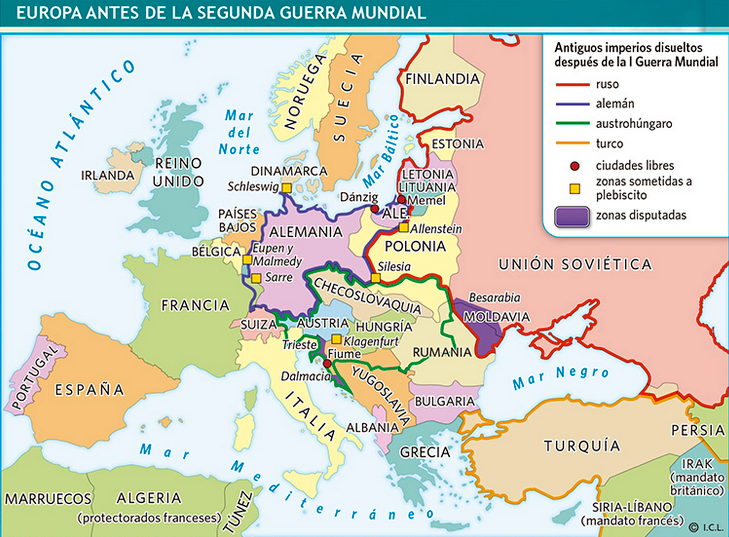 EUROPA ANTES DE LA SEGUNDA GUERRA MUNDIAL
Antiguos imperios disueltos
después de la I Guerra Mundial
ruso
alemán
austrohúngaro
turco
ciudades libres
zonas sometidas a
plebiscito
zonas disputadas
OCÉANO ATLÁNTICO
Mar
del
Norte
NORUEGA
SUECIA
FINLANDIA
Mar Báltico
ESTONIA
LETONIA
LITUANIA
Memel
IRLANDA
REINO
UNIDO
DINAMARCA
Schleswig
Dánzig
ALE
Allenstein
PAÍSES
BAJOS
ALEMANIA
POLONIA
BÉLGICA
Eupen y
Malmedy
Sarre
Silesia
UNIÓN SOVIÉTICA
CHECOSLOVAQUIA
Besarabia
MOLDAVIA
FRANCIA
SUIZA
AUSTRIA
HUNGRÍA
Trieste
Klagenfurt
Fiume
RUMANIA
Dalmacia
YUGOSLAVIA
Mar Negro
PORTUGAL
ESPAÑA
ITALIA
BULGARIA
ALBANIA
GRECIA
TURQUÍA
PERSIA
IRAK
(mandato
británico)
Mar Mediterráneo
MARRUECOS
ARGELIA
(protectorados franceses)
TÚNEZ
SIRIA-LÍBANO
(mandato francés)
© I.C.L.